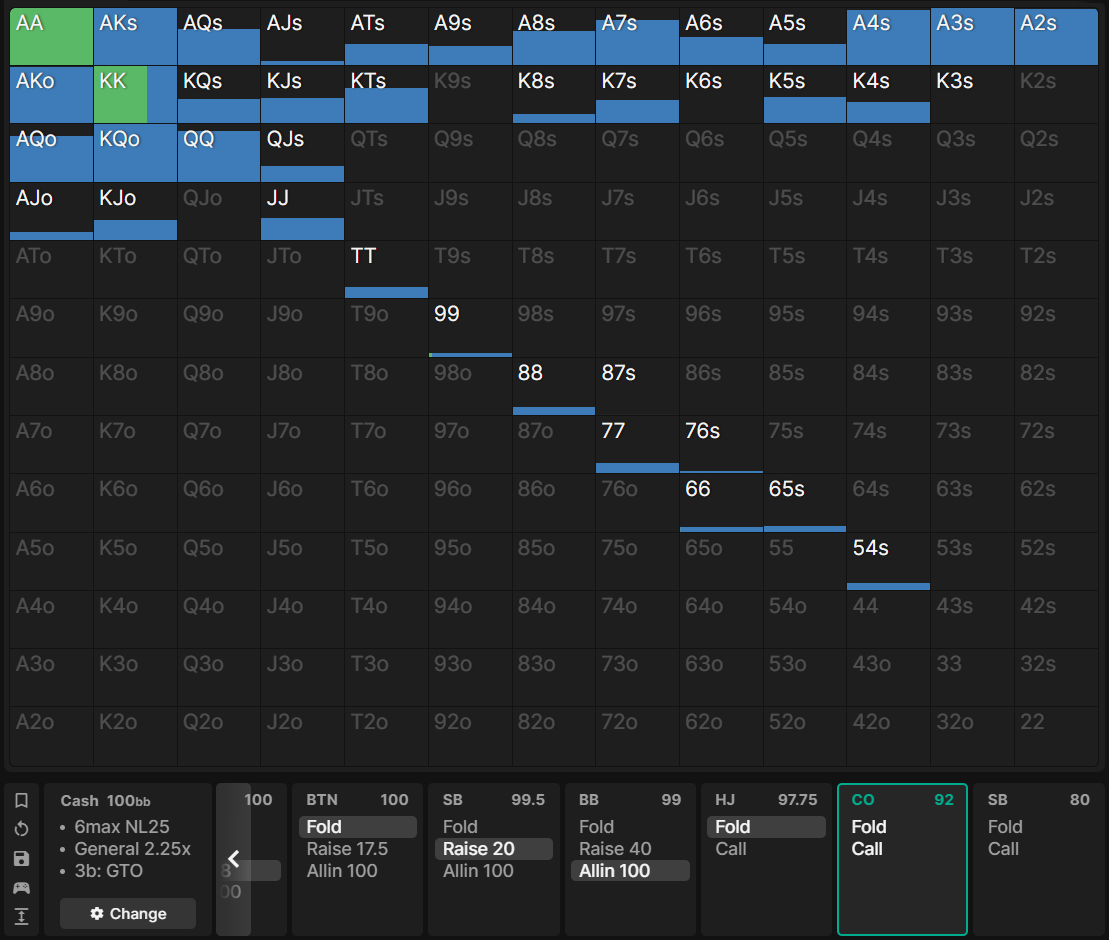 AA AKs AQs AJs ATs A9s A8s A7s A6s A5s A4s A3s A2s
AKo KK KQs KJs KTs K9s K8s K7s K6s K5s K4s K3s K2s
AQo KQo QQ QJs QTs Q9s Q8s Q7s Q6s Q5s Q4s Q3s Q2s
AJo KJo QJo JJ JTs J9s J8s J7s J6s J5s J4s J3s J2s
ATo KTo QTo JTo TT T9s T8s T7s T6s T5s T4s T3s T2s
A9o K9o Q9o J9o T9o 99 98s 97s 96s 95s 94s 93s 92s
A8o K8o Q8o J8o T8o 98o 88 87s 86s 85s 84s 83s 82s
A7o K7o Q7o J7o T7o 97o 87o 77 76s 75s 74s 73s 72s
A6o K6o Q6o J6o T6o 96o 86o 76o 66 65s 64s 63s 62s
A5o K5o Q5o J5o T5o 95o 85o 75o 65o 55 54s 53s 52s
A4o K4o Q4o J4o T4o 94o 84o 74o 64o 54o 44 43s 42s
A3o K3o Q3o J3o T3o 93o 83o 73o 63o 53o 43o 33 32s
A2o K2o Q2o J2o T2o 92o 82o 72o 62o 52o 42o 32o 22
Cash 100bb
• 6max NL25
• General 2.25x
• 3b: GTO
Change
100
8
00
BTN 100
Fold
Raise 17.5
Allin 100
SB 99.5
Fold
Raise 20
Allin 100
BB 99
Fold
Raise 40
Allin 100
HJ 97.75
Fold
Call
CO 92
Fold
Call
SB 80
Fold
Call